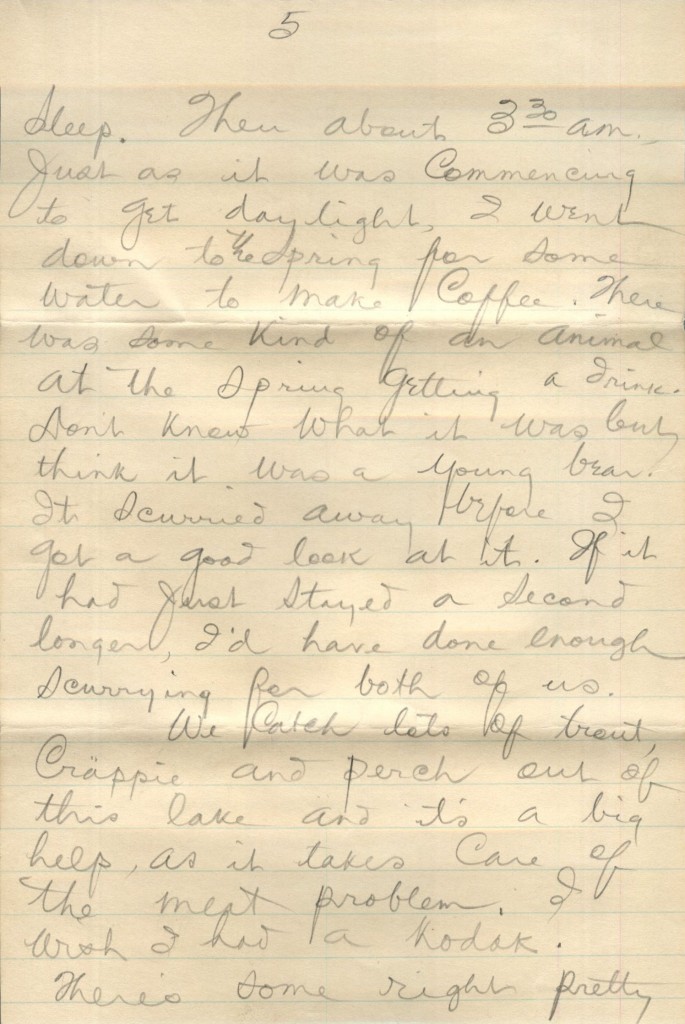 5
sleep. Then about 3 30 am.
Just as it was Commencing
to get daylight, I went
down to the spring for some
water to make Coffee. There
was some kind of an animal
at the spring getting a drink.
Don't know what it was but
think it was a young bear.
It scurried away before I
got a good look at it. If it
had just stayed a second
longer, I'd have done enough
scurrying for both of us.
We Catch lots of trout,
Crappie and perch out of
this lake and it's a big
help, as it takes Care of
the meat problem. I
wish I had a Kodak.
There's some right pretty